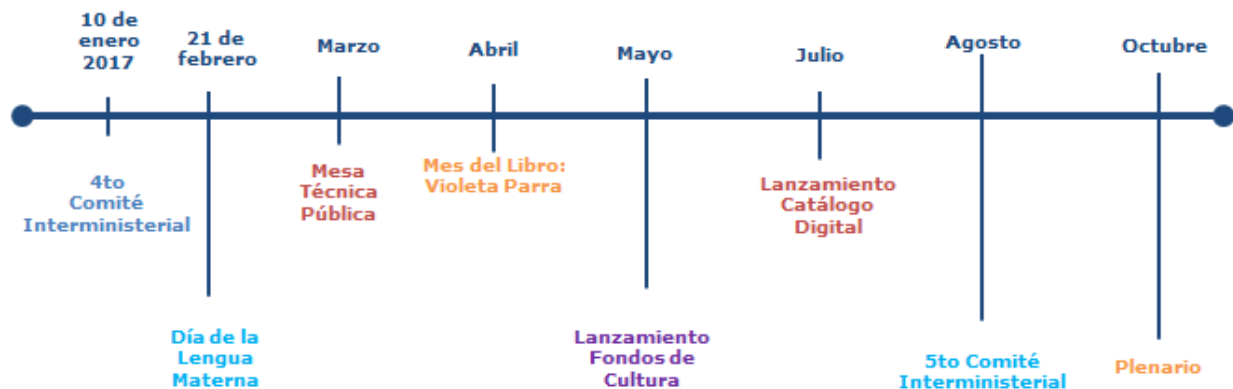 10 de
enero
2017
21 de
febrero
Marzo
Abril
Mayo
Julio
Agosto
Octubre
4to
Comité
Interministerial
Día de la
Lengua
Materna
Mesa
Técnica
Pública
Mes del Libro:
Violeta Parra
Lanzamiento
Fondos de
Cultura
Lanzamiento
Catálogo
Digital
5to Comité
Interministerial
Plenario